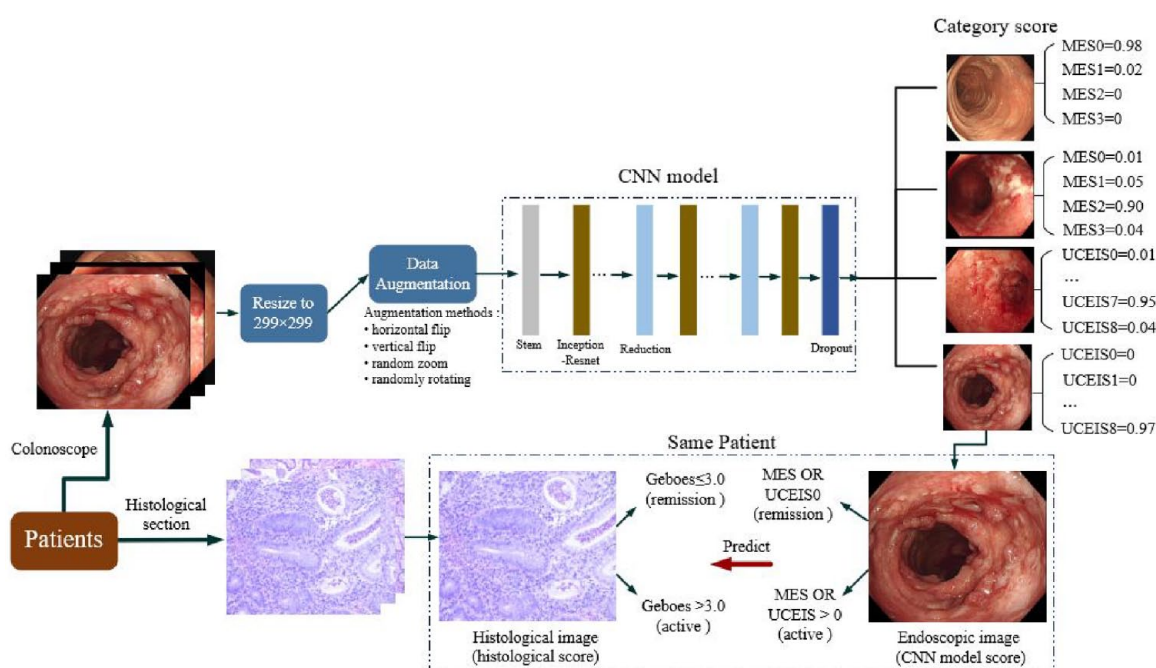 Category score
MES0=0.98
MES1=0.02
MES2=0
MES3=0
MES0=0.01
MES1=0.05
MES2=0.90
MES3=0.04
UCEIS0=0.01
...
UCEIS7=0.95
UCEIS8=0.04
UCEIS0=0
UCEIS1=0
...
UCEIS8=0.97
CNN model
Stem
Inception
-Resnet
Reduction
Dropout
...
...
Data
Augmentation
Augmentation methods :
• horizontal flip
• vertical flip
• random zoom
• randomly rotating
Resize to
299×299
Colonoscope
Patients
Histological
section
Same Patient
Geboes≤3.0
(remission)
MES OR
UCEIS0
(remission)
Predict
Geboes >3.0
(active )
MES OR
UCEIS > 0
(active )
Histological image
(histological score)
Endoscopic image
(CNN model score)